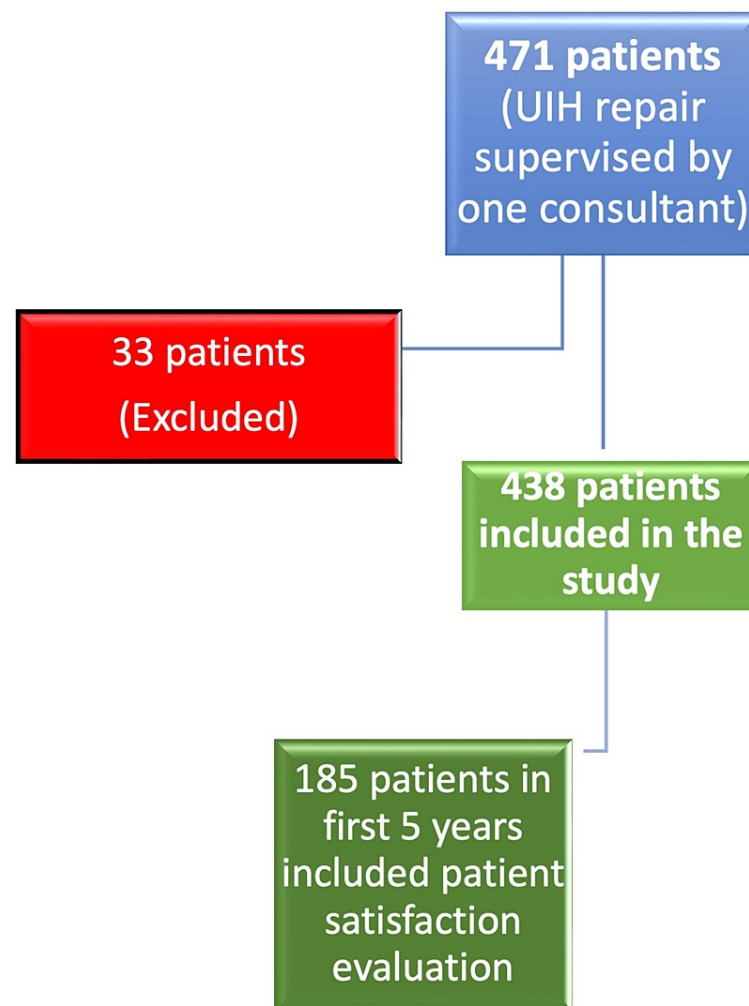 471 patients
(UIH repair
supervised by
one consultant)
33 patients
(Excluded)
438 patients
included in the
study
185 patients in
first 5 years
included patient
satisfaction
evaluation